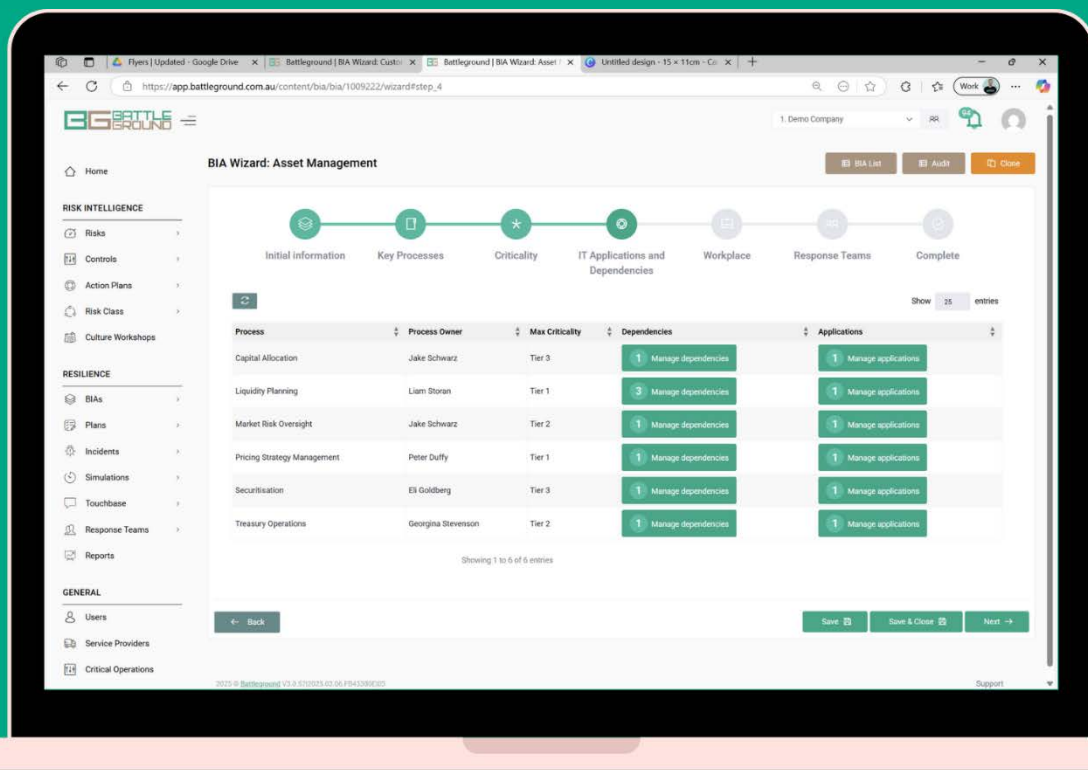 Flyers | Updated - Google Drive
Battleground | BIA Wizard: Custor
Battleground | BIA Wizard: Asset
Untitled design - 15 × 11cm - Ca
https://app.battleground.com.au/content/bia/bia/1009222/wizard#step_4
Work
BG BATTLE GROUND
1. Demo Company
RR
Home
BIA Wizard: Asset Management
BIA List
Audit
Clone
RISK INTELLIGENCE
Risks
Controls
Action Plans
Risk Class
Culture Workshops
RESILIENCE
BIAs
Plans
Incidents
Simulations
Touchbase
Response Teams
Reports
GENERAL
Users
Service Providers
Critical Operations
Initial information
Key Processes
Criticality
IT Applications and Dependencies
Workplace
Response Teams
Complete
Show 25 entries
Process Process Owner Max Criticality Dependencies Applications
Capital Allocation Jake Schwarz Tier 3 1 Manage dependencies 1 Manage applications
Liquidity Planning Liam Storan Tier 1 3 Manage dependencies 1 Manage applications
Market Risk Oversight Jake Schwarz Tier 2 1 Manage dependencies 1 Manage applications
Pricing Strategy Management Peter Duffy Tier 1 1 Manage dependencies 1 Manage applications
Securitisation Eli Goldberg Tier 3 1 Manage dependencies 1 Manage applications
Treasury Operations Georgina Stevenson Tier 2 1 Manage dependencies 1 Manage applications
Showing 1 to 6 of 6 entries
← Back
Save
Save & Close
Next →
2025 © Battleground
Support